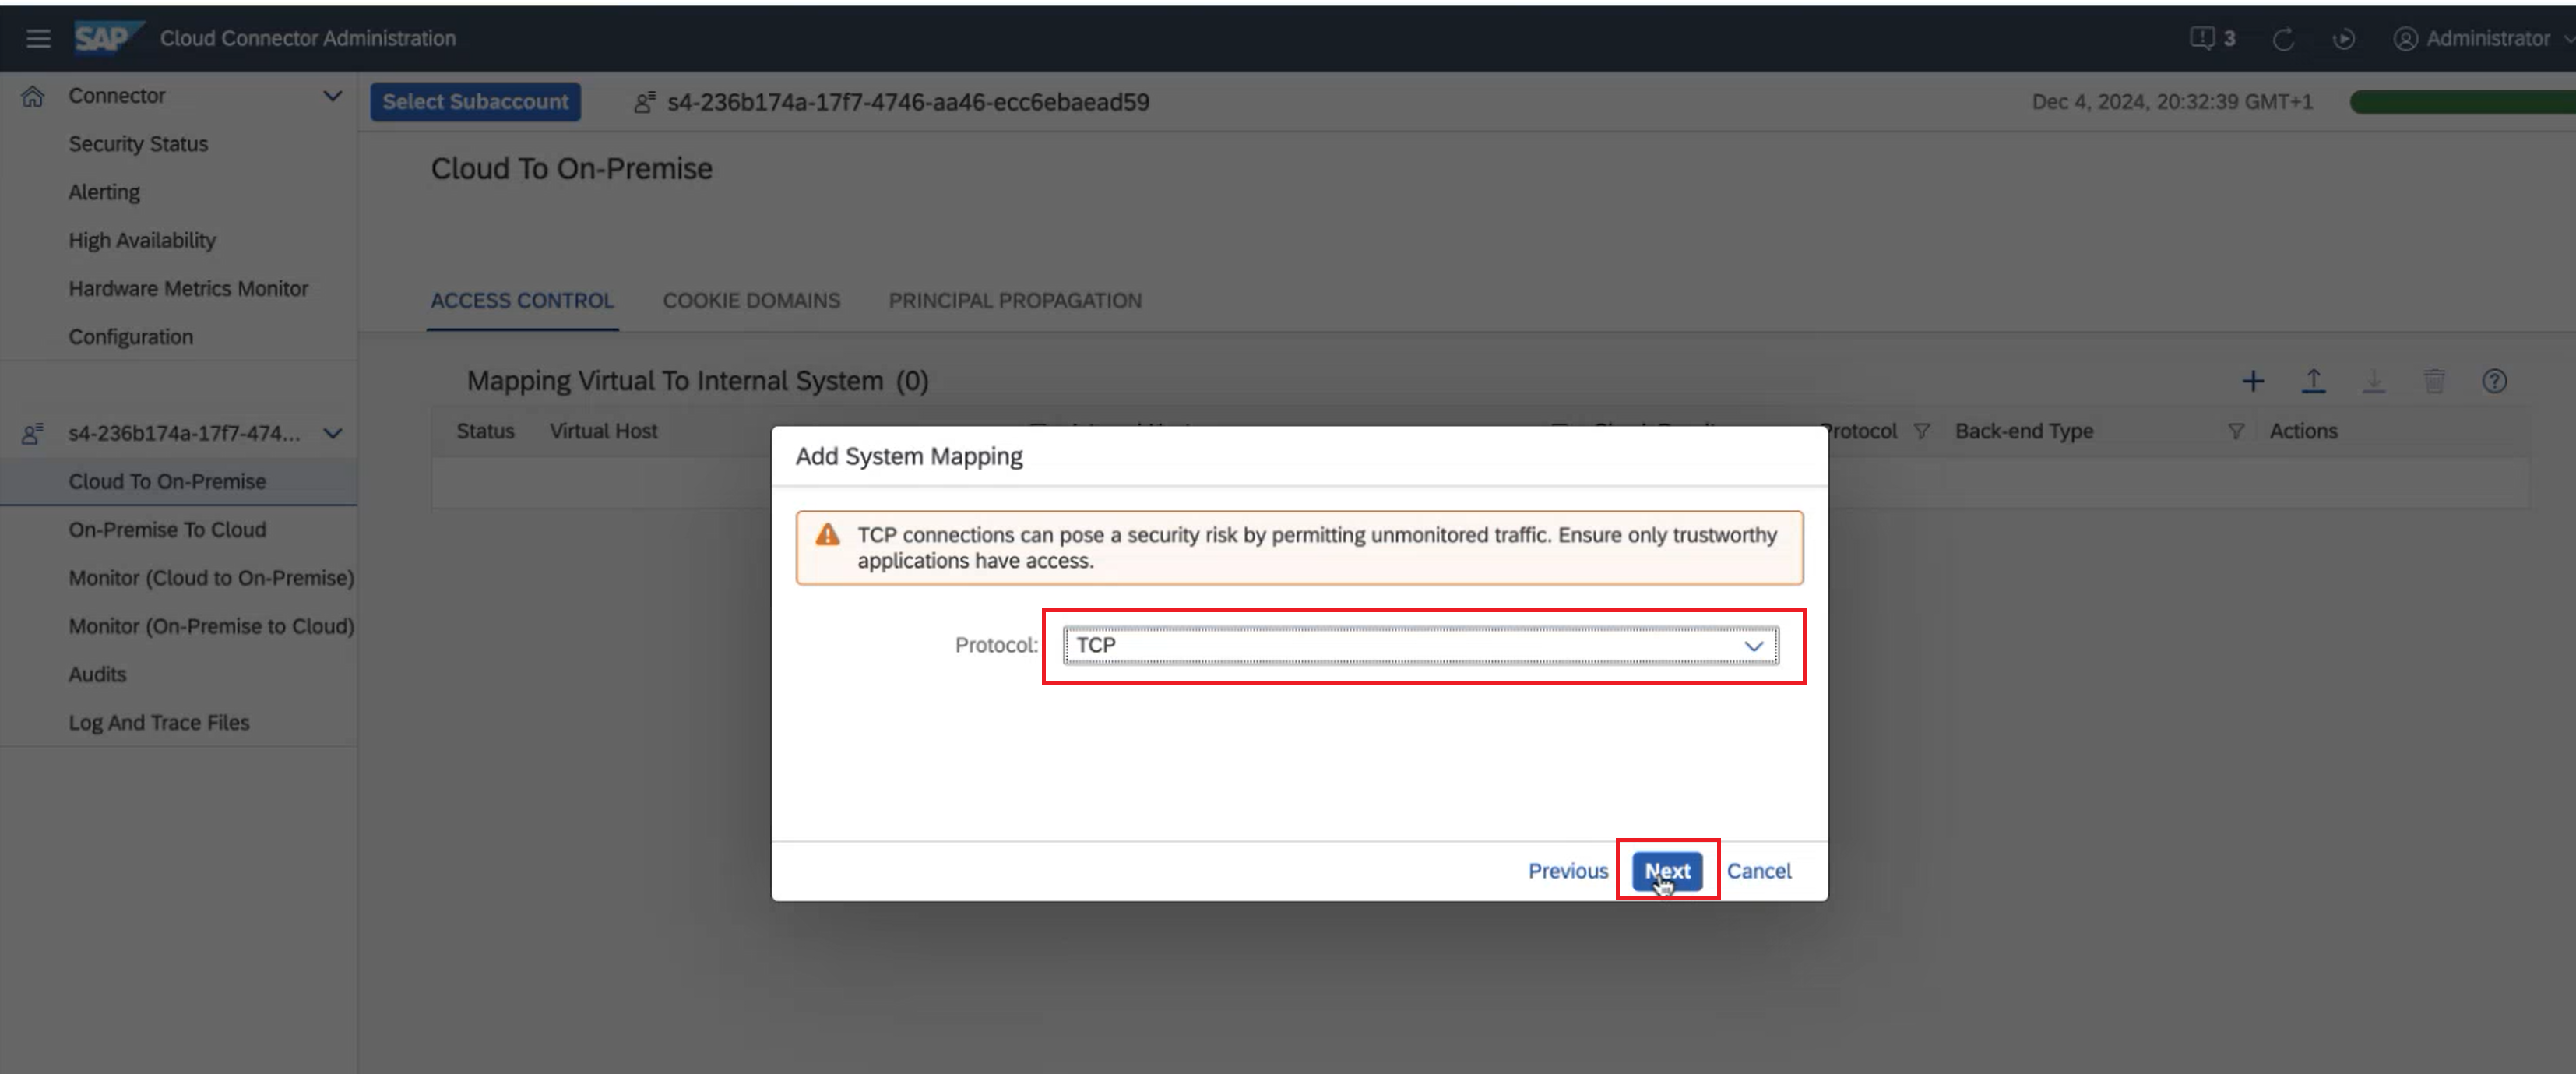 SAP Cloud Connector Administration
3
Administrator
Connector
Security Status
Alerting
High Availability
Hardware Metrics Monitor
Configuration
s4-236b174a-17f7-474...
Cloud To On-Premise
On-Premise To Cloud
Monitor (Cloud to On-Premise)
Monitor (On-Premise to Cloud)
Audits
Log And Trace Files
Select Subaccount
s4-236b174a-17f7-4746-aa46-ecc6ebaead59
Dec 4, 2024, 20:32:39 GMT+1
Cloud To On-Premise
ACCESS CONTROL COOKIE DOMAINS PRINCIPAL PROPAGATION
Mapping Virtual To Internal System (0)
Status Virtual Host Protocol Back-end Type Actions
Add System Mapping
TCP connections can pose a security risk by permitting unmonitored traffic. Ensure only trustworthy
applications have access.
Protocol: TCP
Previous Next Cancel